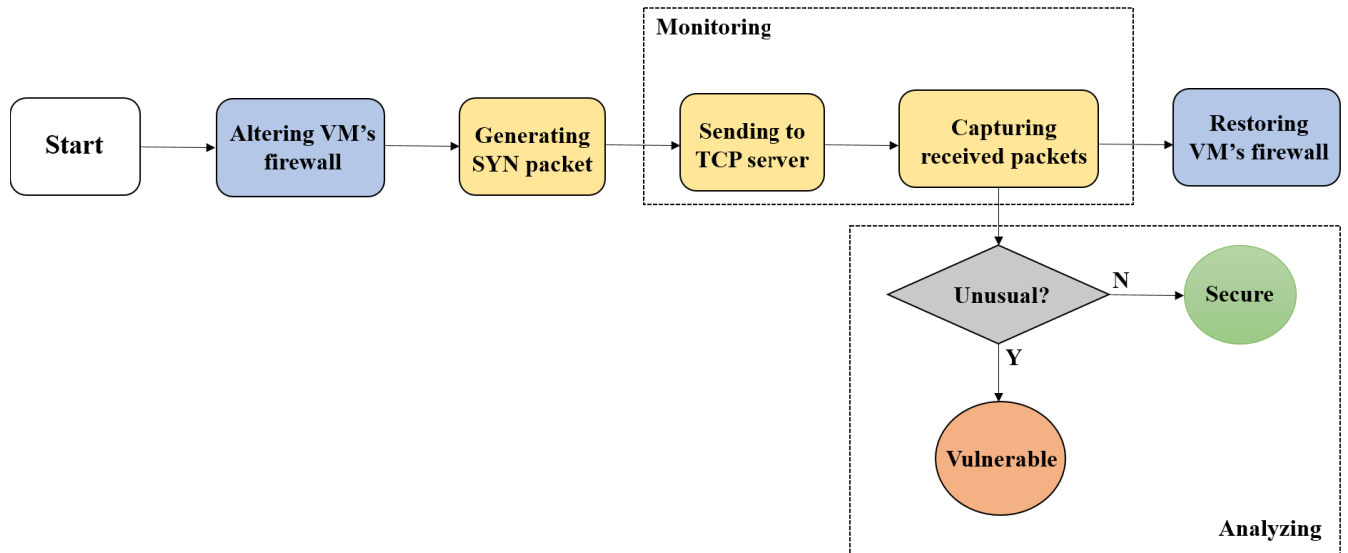 Monitoring
Start
Altering VM’s
firewall
Generating
SYN packet
Sending to
TCP server
Capturing
received packets
Restoring
VM’s firewall
Unusual?
N
Secure
Y
Vulnerable
Analyzing